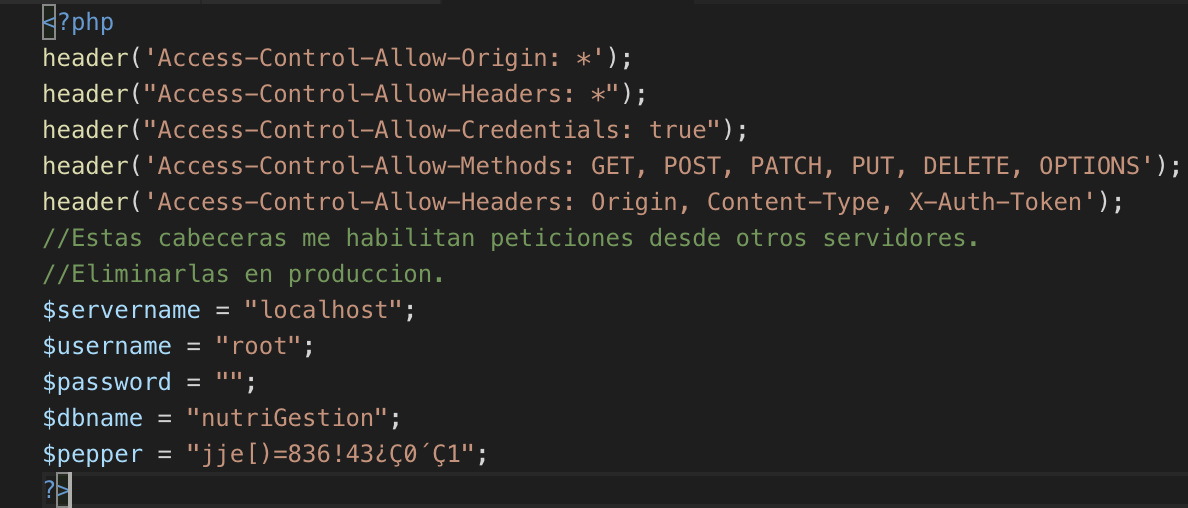 <?php
header('Access-Control-Allow-Origin: *');
header("Access-Control-Allow-Headers: *");
header("Access-Control-Allow-Credentials: true");
header('Access-Control-Allow-Methods: GET, POST, PATCH, PUT, DELETE, OPTIONS');
header('Access-Control-Allow-Headers: Origin, Content-Type, X-Auth-Token');
//Estas cabeceras me habilitan peticiones desde otros servidores.
//Eliminarlas en produccion.
$servername = "localhost";
$username = "root";
$password = "";
$dbname = "nutriGestion";
$pepper = "jje[)=836!43¿Ç0´Ç1";
?>